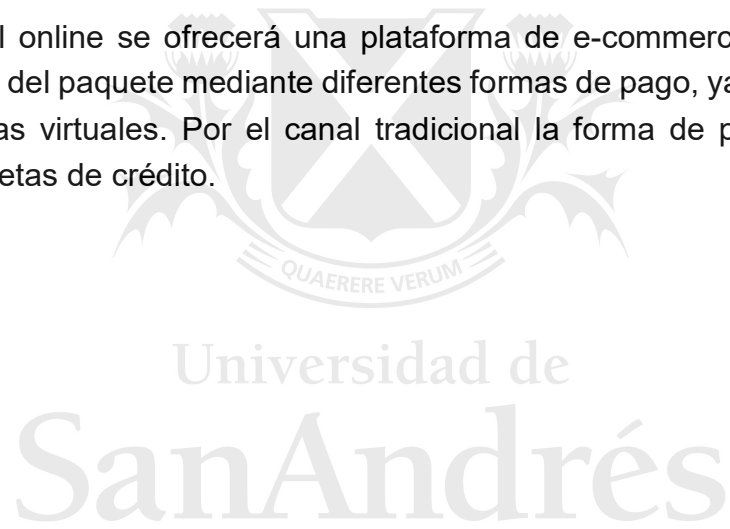 l online se ofrecerá una plataforma de e-commerc
del paquete mediante diferentes formas de pago, ya
as virtuales. Por el canal tradicional la forma de p
etas de crédito.
QUAERERE VERUM
Universidad de
SanAndrés